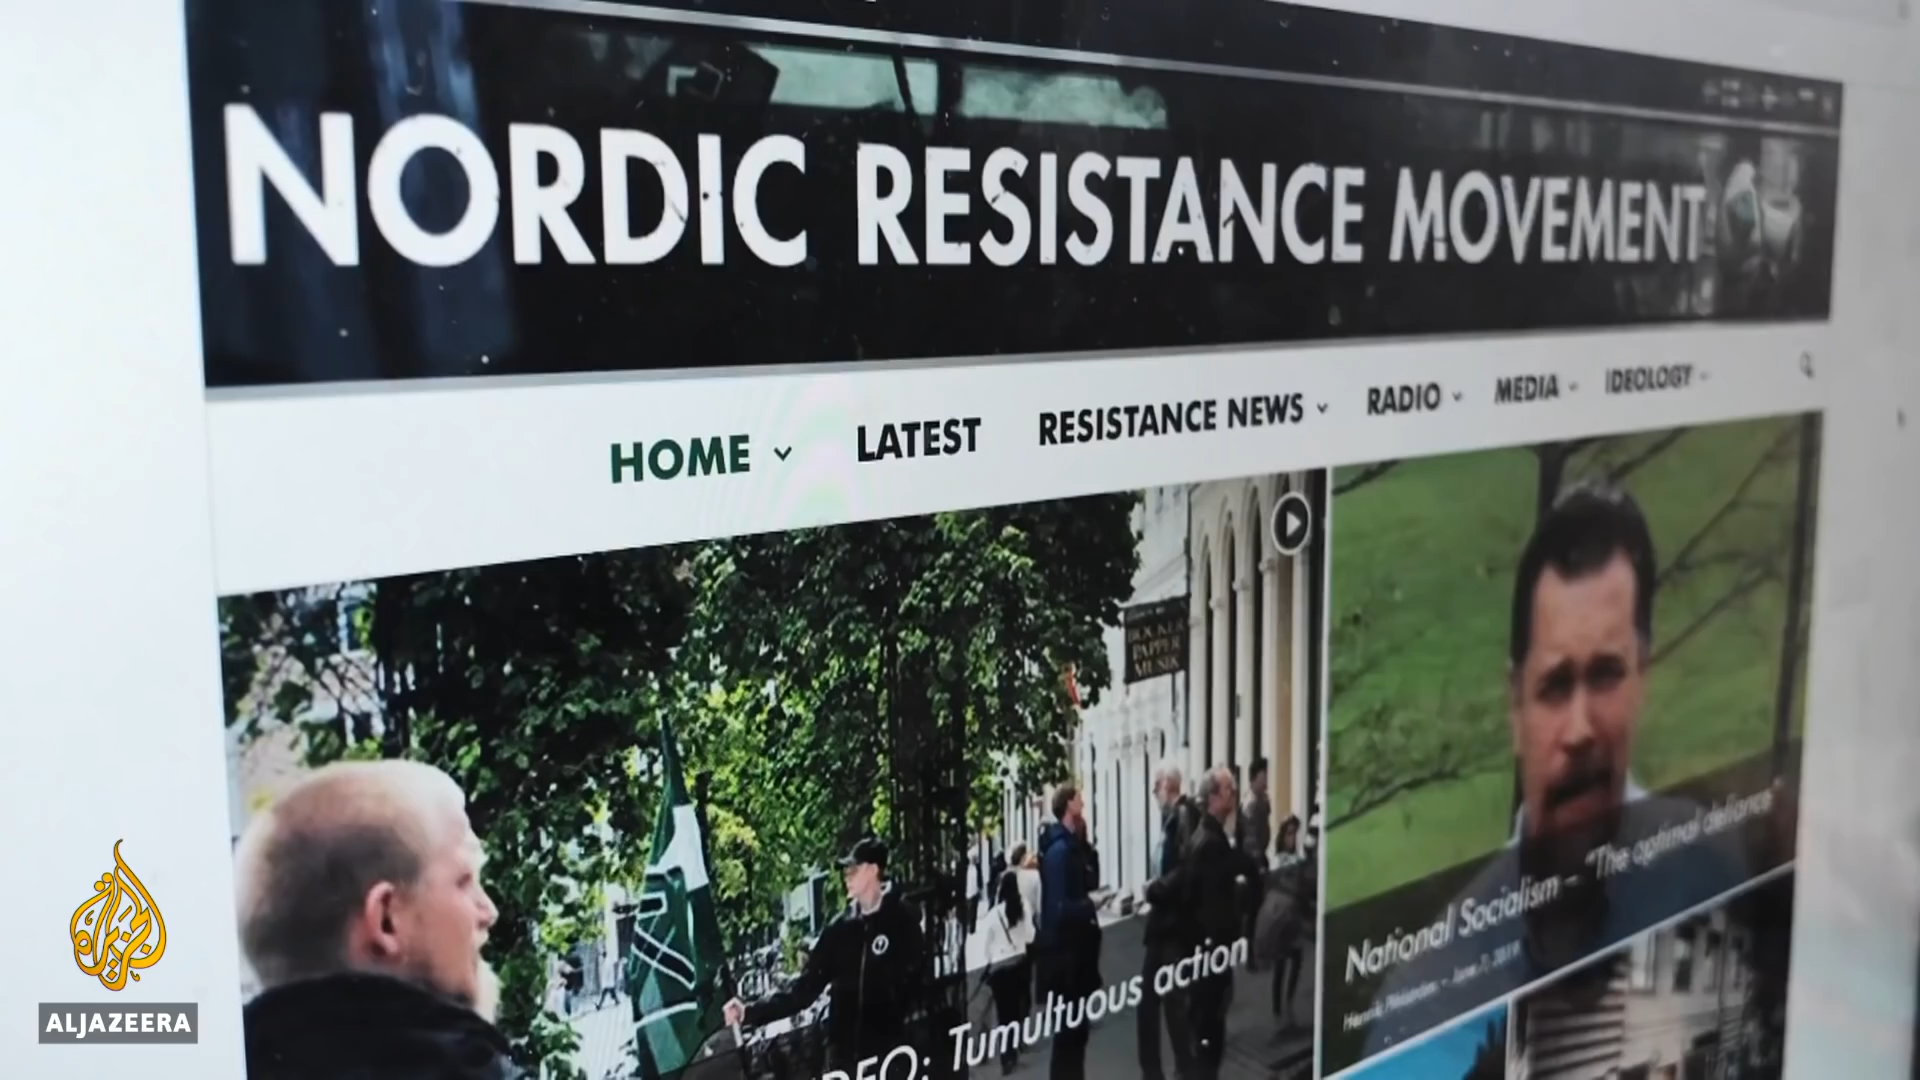 NORDIC RESISTANCE MOVEMENT
HOME LATEST RESISTANCE NEWS RADIO MEDIA IDEOLOGY
BÖCKER
PAPPER
MUSIK
National Socialism – "The optimal defiance"
Tumultuous action
الجزيرة
ALJAZEERA